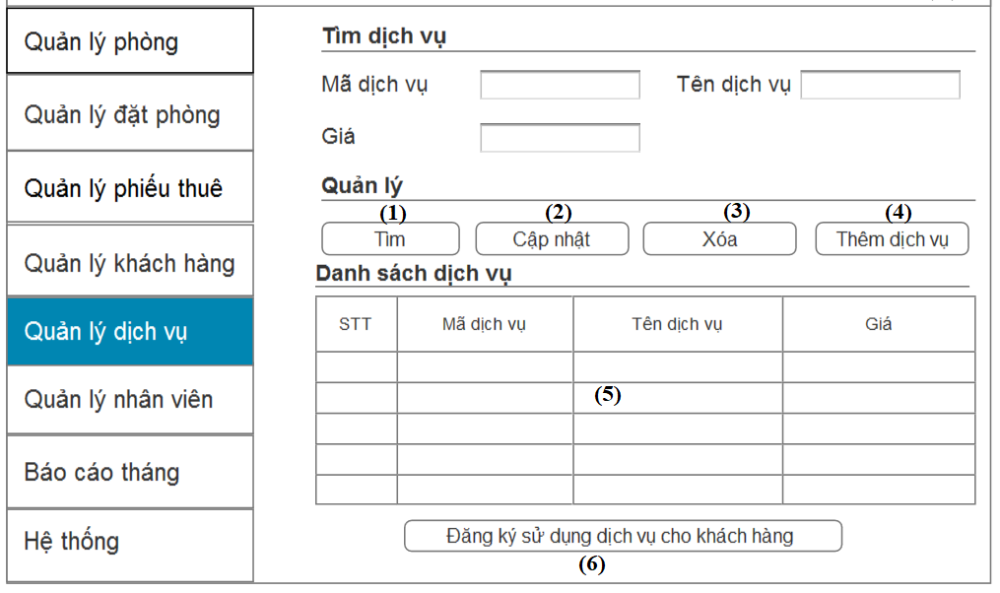 Quản lý phòng
Quản lý đặt phòng
Quản lý phiếu thuê
Quản lý khách hàng
Quản lý dịch vụ
Quản lý nhân viên
Báo cáo tháng
Hệ thống
Tìm dịch vụ
Mã dịch vụ Tên dịch vụ
Giá
Quản lý
(1) (2) (3) (4)
Tìm Cập nhật Xóa Thêm dịch vụ
Danh sách dịch vụ
STT Mã dịch vụ Tên dịch vụ Giá
(5)
Đăng ký sử dụng dịch vụ cho khách hàng
(6)